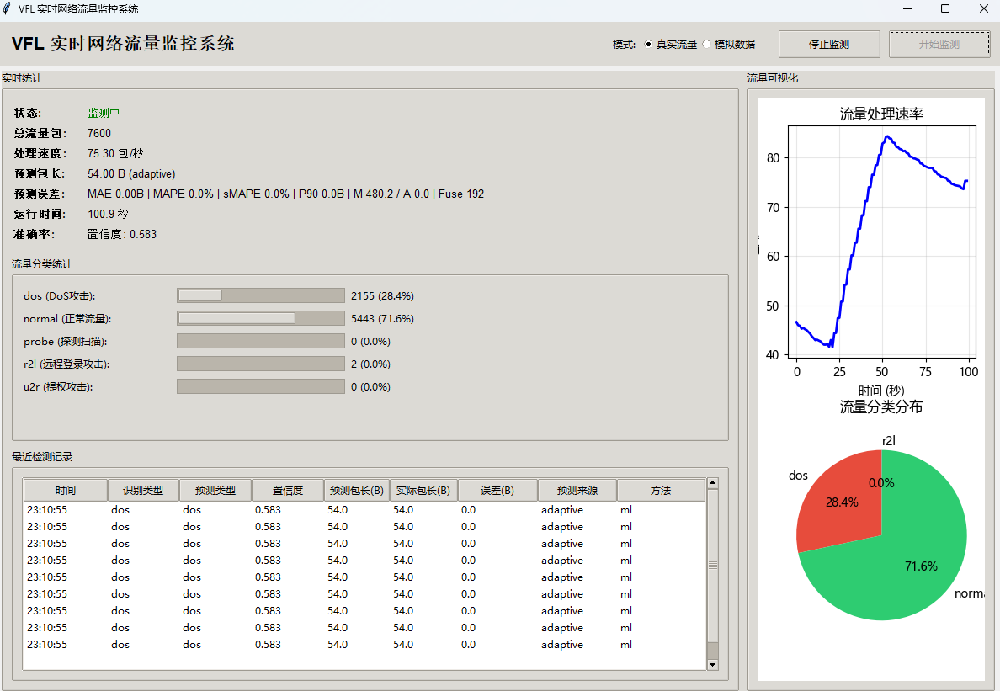 VFL 实时网络流量监控系统
VFL 实时网络流量监控系统
模式: 真实流量 模拟数据 停止监测 开始监测
实时统计
状态: 监测中
总流量包: 7600
处理速度: 75.30 包/秒
预测包长: 54.00 B (adaptive)
预测误差: MAE 0.00B | MAPE 0.0% | sMAPE 0.0% | P90 0.0B | M 480.2 / A 0.0 | Fuse 192
运行时间: 100.9 秒
准确率: 置信度: 0.583
流量分类统计
dos (DoS攻击): 2155 (28.4%)
normal (正常流量): 5443 (71.6%)
probe (探测扫描): 0 (0.0%)
r2l (远程登录攻击): 2 (0.0%)
u2r (提权攻击): 0 (0.0%)
最近检测记录
时间 识别类型 预测类型 置信度 预测包长(B) 实际包长(B) 误差(B) 预测来源 方法
23:10:55 dos dos 0.583 54.0 54.0 0.0 adaptive ml
23:10:55 dos dos 0.583 54.0 54.0 0.0 adaptive ml
23:10:55 dos dos 0.583 54.0 54.0 0.0 adaptive ml
23:10:55 dos dos 0.583 54.0 54.0 0.0 adaptive ml
23:10:55 dos dos 0.583 54.0 54.0 0.0 adaptive ml
23:10:55 dos dos 0.583 54.0 54.0 0.0 adaptive ml
23:10:55 dos dos 0.583 54.0 54.0 0.0 adaptive ml
23:10:55 dos dos 0.583 54.0 54.0 0.0 adaptive ml
23:10:55 dos dos 0.583 54.0 54.0 0.0 adaptive ml
流量可视化
流量处理速率
80
70
60
50
40
0 25 50 75 100
时间 (秒)
流量分类分布
r2l
dos
0.0%
28.4%
71.6%
norma